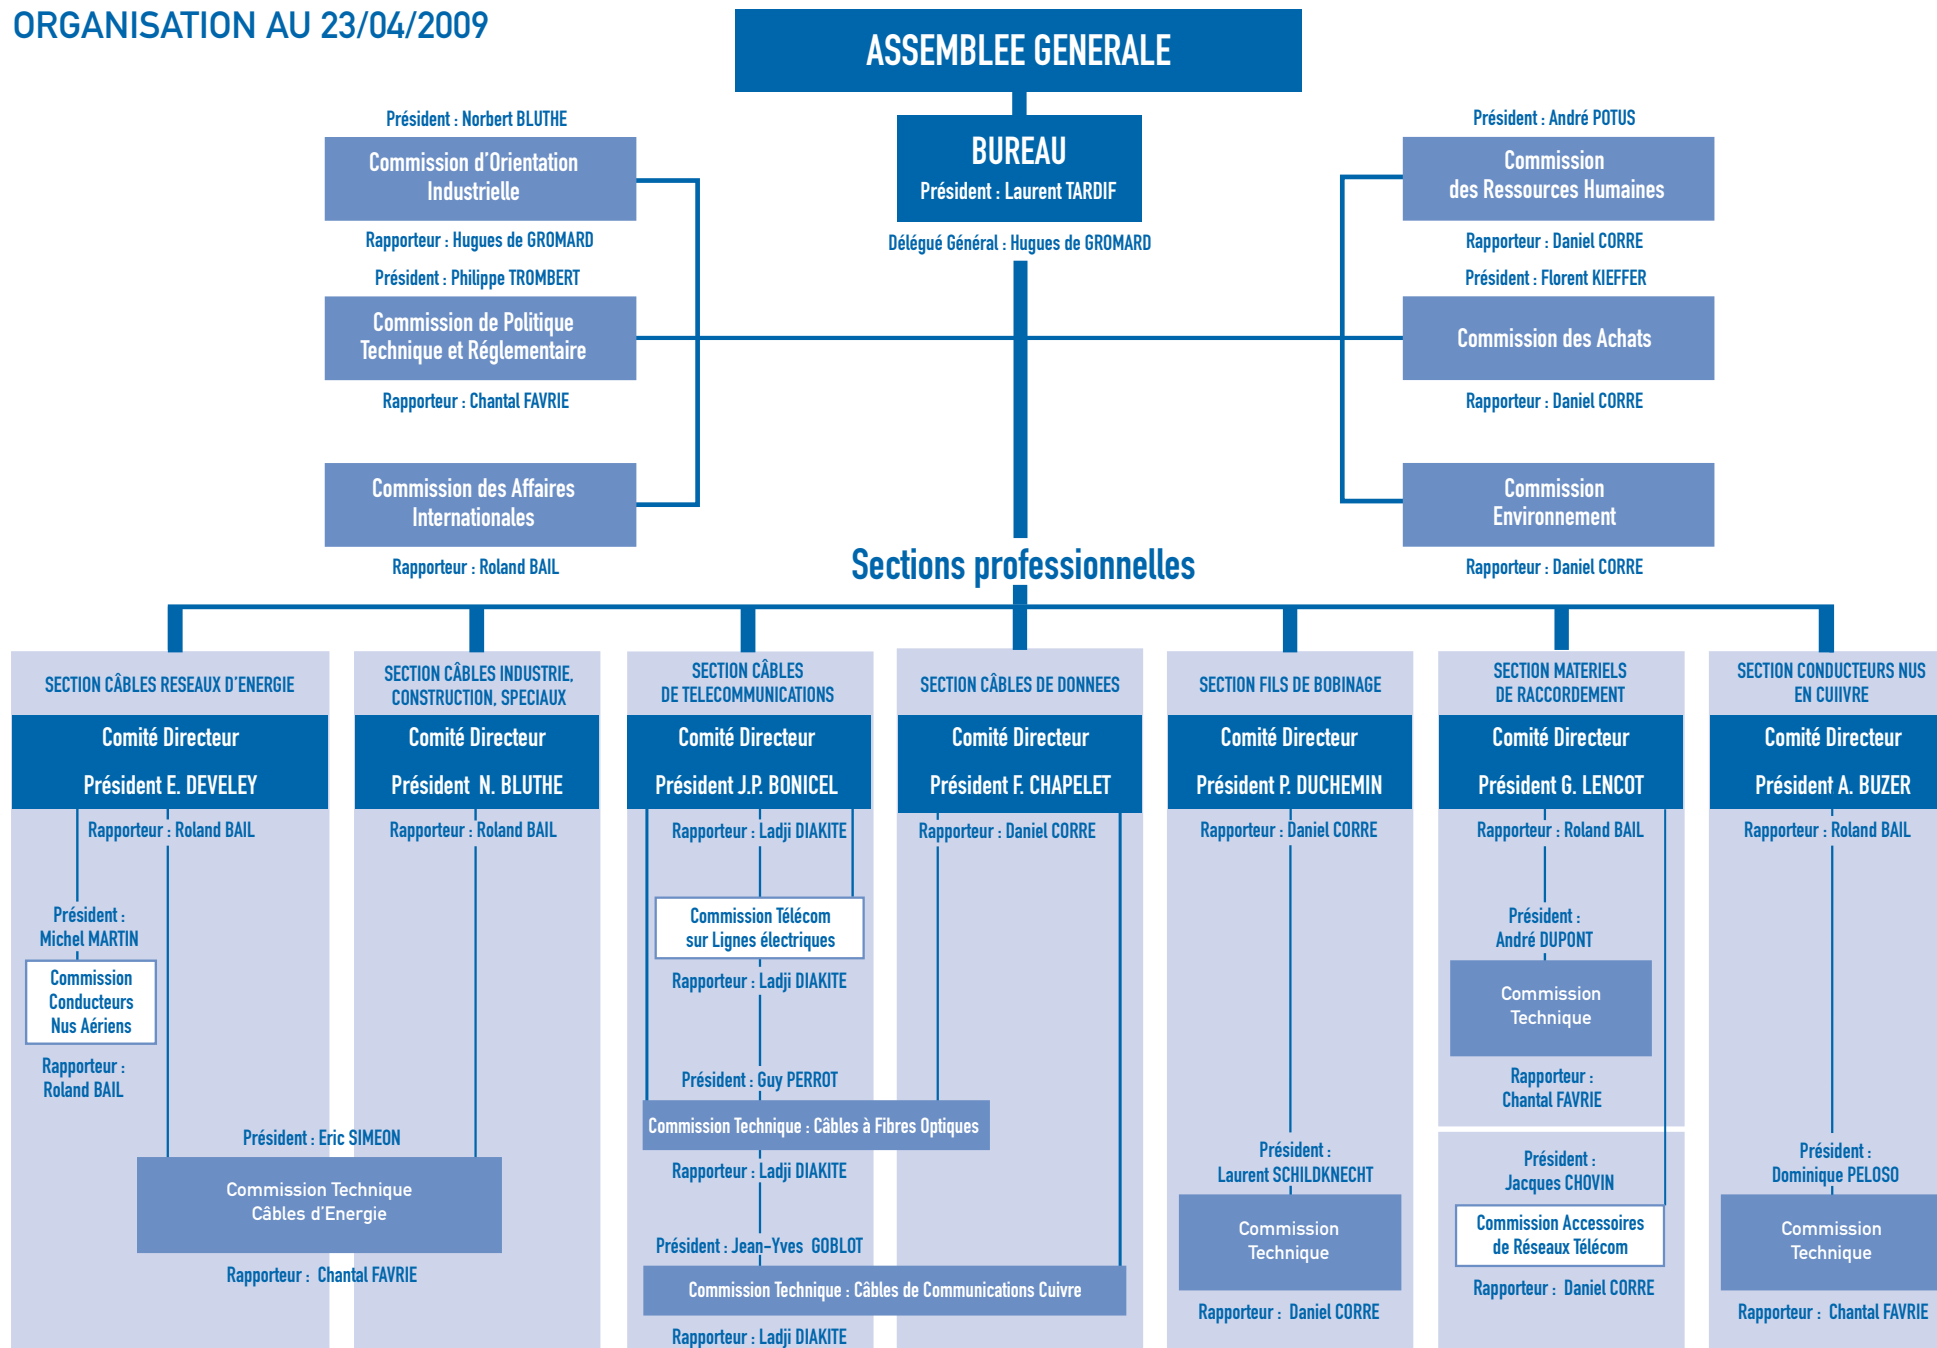 ORGANISATION AU 23/04/2009
ASSEMBLEE GENERALE
BUREAU
Président : Laurent TARDIF
Délégué Général : Hugues de GROMARD
Président : Norbert BLUTHE
Commission d'Orientation
Industrielle
Rapporteur : Hugues de GROMARD
Président : Philippe TROMBERT
Commission de Politique
Technique et Réglementaire
Rapporteur : Chantal FAVRIE
Commission des Affaires
Internationales
Rapporteur : Roland BAIL
Président : André POTUS
Commission
des Ressources Humaines
Rapporteur : Daniel CORRE
Président : Florent KIEFFER
Commission des Achats
Rapporteur : Daniel CORRE
Commission
Environnement
Rapporteur : Daniel CORRE
Sections professionnelles
SECTION CÂBLES RESEAUX D'ENERGIE
Comité Directeur
Président E. DEVELEY
Rapporteur : Roland BAIL
Président :
Michel MARTIN
Commission
Conducteurs
Nus Aériens
Rapporteur :
Roland BAIL
SECTION CÂBLES INDUSTRIE,
CONSTRUCTION, SPECIAUX
Comité Directeur
Président N. BLUTHE
Rapporteur : Roland BAIL
Président : Eric SIMEON
Commission Technique
Câbles d'Energie
Rapporteur : Chantal FAVRIE
SECTION CÂBLES
DE TELECOMMUNICATIONS
Comité Directeur
Président J.P. BONICEL
Rapporteur : Ladji DIAKITE
Commission Télécom
sur Lignes électriques
Rapporteur : Ladji DIAKITE
Président : Guy PERROT
Commission Technique : Câbles à Fibres Optiques
Rapporteur : Ladji DIAKITE
Président : Jean-Yves GOBLOT
Commission Technique : Câbles de Communications Cuivre
Rapporteur : Ladji DIAKITE
SECTION CÂBLES DE DONNEES
Comité Directeur
Président F. CHAPELET
Rapporteur : Daniel CORRE
SECTION FILS DE BOBINAGE
Comité Directeur
Président P. DUCHEMIN
Rapporteur : Daniel CORRE
Président :
Laurent SCHILDKNECHT
Commission
Technique
Rapporteur : Daniel CORRE
SECTION MATERIELS
DE RACCORDEMENT
Comité Directeur
Président G. LENCOT
Rapporteur : Roland BAIL
Président :
André DUPONT
Commission
Technique
Rapporteur :
Chantal FAVRIE
Président :
Jacques CHOVIN
Commission Accessoires
de Réseaux Télécom
Rapporteur : Daniel CORRE
SECTION CONDUCTEURS NUS
EN CUIIVRE
Comité Directeur
Président A. BUZER
Rapporteur : Roland BAIL
Président :
Dominique PELOSO
Commission
Technique
Rapporteur : Chantal FAVRIE